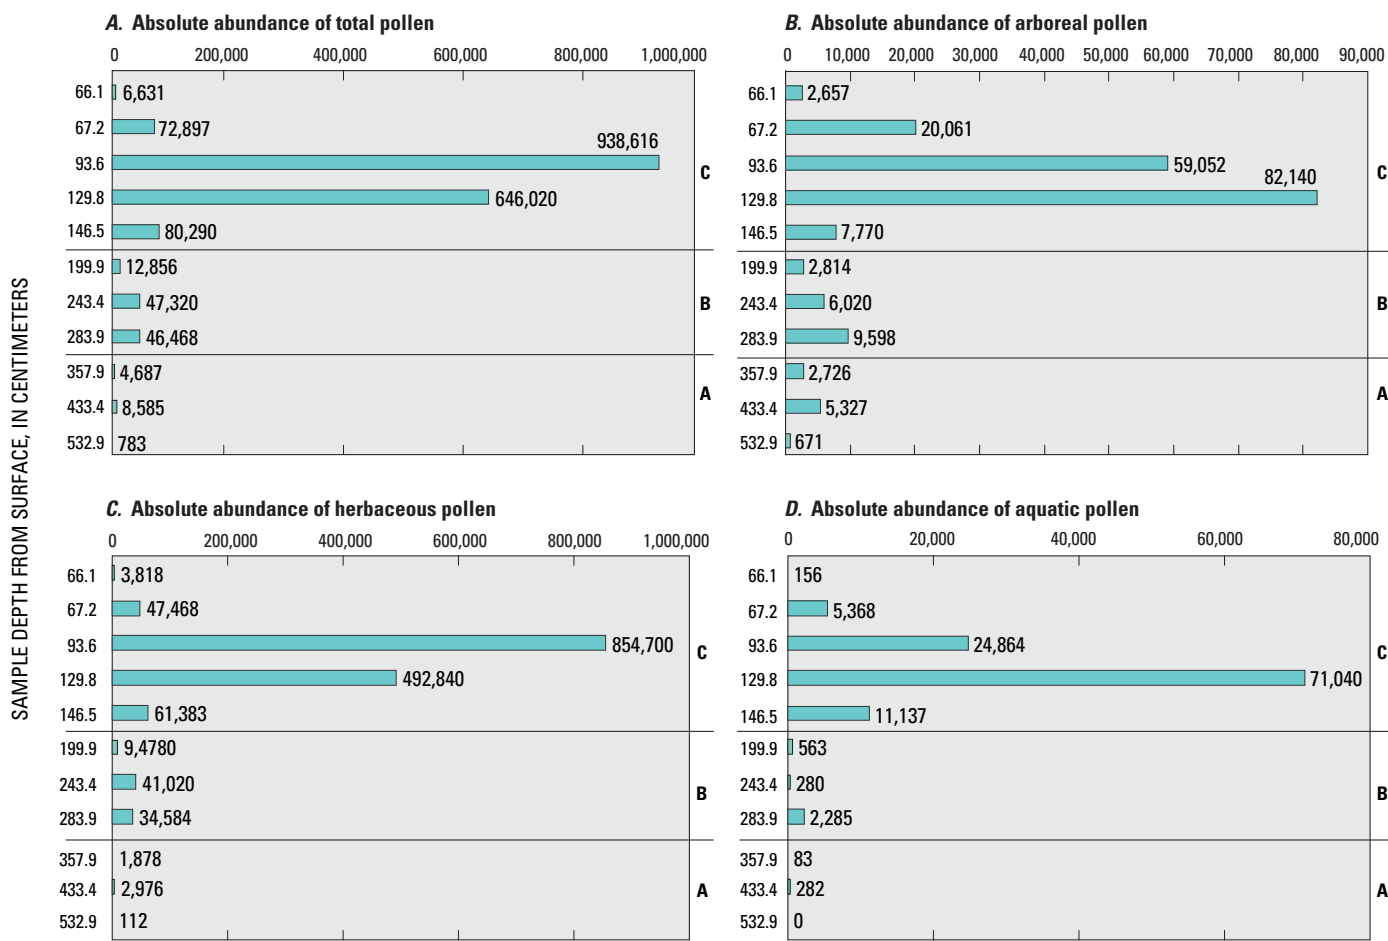 A. Absolute abundance of total pollen
0 200,000 400,000 600,000 800,000 1,000,000
66.1 6,631
67.2 72,897
93.6 938,616
129.8 646,020
146.5 80,290
C
199.9 12,856
243.4 47,320
283.9 46,468
B
357.9 4,687
433.4 8,585
532.9 783
A
B. Absolute abundance of arboreal pollen
0 10,000 20,000 30,000 40,000 50,000 60,000 70,000 80,000 90,000
66.1 2,657
67.2 20,061
93.6 59,052
129.8 82,140
146.5 7,770
C
199.9 2,814
243.4 6,020
283.9 9,598
B
357.9 2,726
433.4 5,327
532.9 671
A
SAMPLE DEPTH FROM SURFACE, IN CENTIMETERS
C. Absolute abundance of herbaceous pollen
0 200,000 400,000 600,000 800,000 1,000,000
66.1 3,818
67.2 47,468
93.6 854,700
129.8 492,840
146.5 61,383
C
199.9 9,4780
243.4 41,020
283.9 34,584
B
357.9 1,878
433.4 2,976
532.9 112
A
D. Absolute abundance of aquatic pollen
0 20,000 40,000 60,000 80,000
66.1 156
67.2 5,368
93.6 24,864
129.8 71,040
146.5 11,137
C
199.9 563
243.4 280
283.9 2,285
B
357.9 83
433.4 282
532.9 0
A